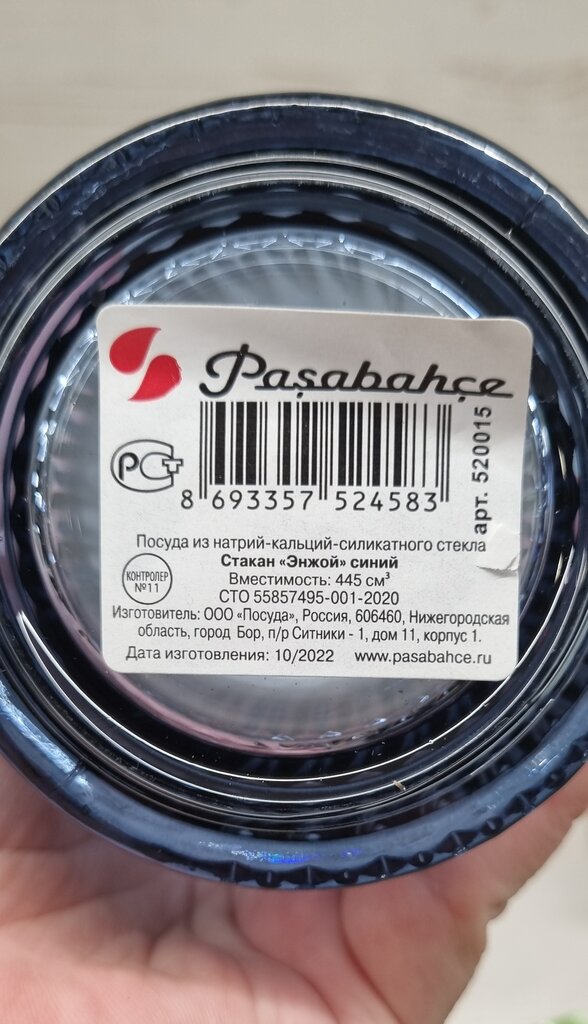 Paşabahçe
арт. 520015
РСТ
8 693357 524583
Посуда из натрий-кальций-силикатного стекла
Стакан «Энжой» синий
КОНТРОЛЕР
№11
Вместимость: 445 см³
СТО 55857495-001-2020
Изготовитель: ООО «Посуда», Россия, 606460, Нижегородская
область, город Бор, п/р Ситники - 1, дом 11, корпус 1.
Дата изготовления: 10/2022 www.pasabahce.ru